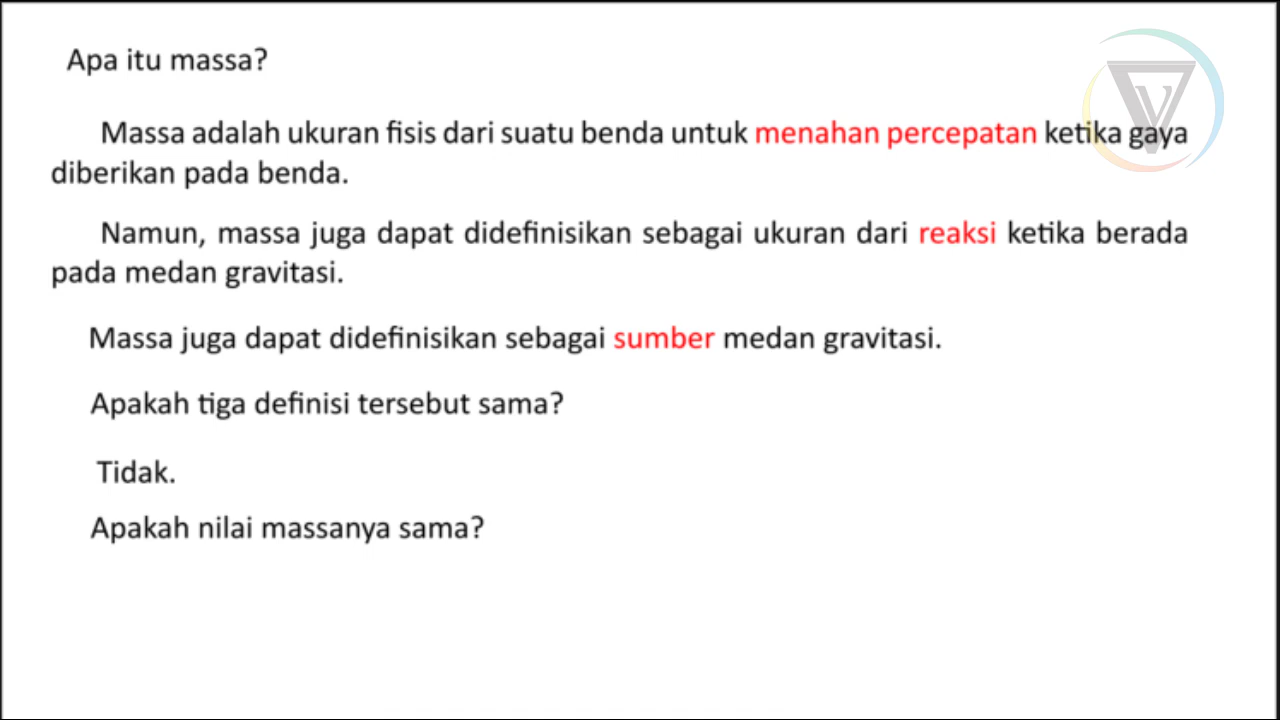 Apa itu massa?
Massa adalah ukuran fisis dari suatu benda untuk menahan percepatan ketika gaya
diberikan pada benda.
Namun, massa juga dapat didefinisikan sebagai ukuran dari reaksi ketika berada
pada medan gravitasi.
Massa juga dapat didefinisikan sebagai sumber medan gravitasi.
Apakah tiga definisi tersebut sama?
Tidak.
Apakah nilai massanya sama?